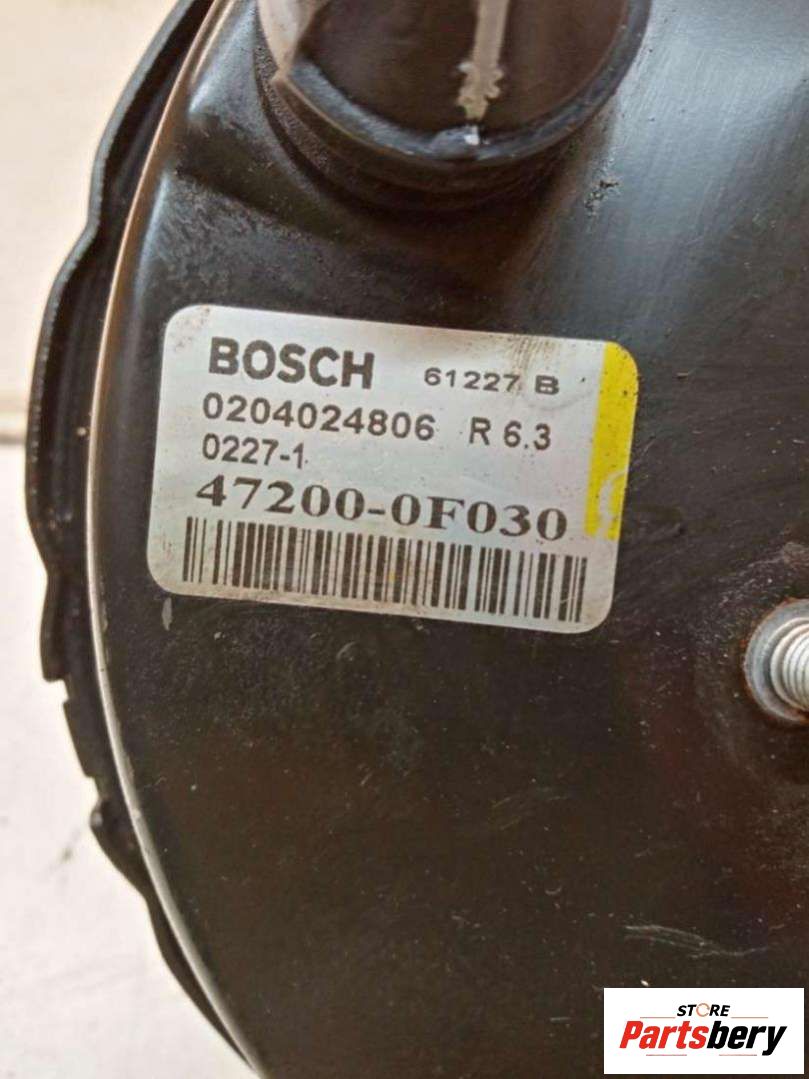 BOSCH 61227 B
0204024806 R 6.3
0227-1
47200-0F030
STORE
Partsbery